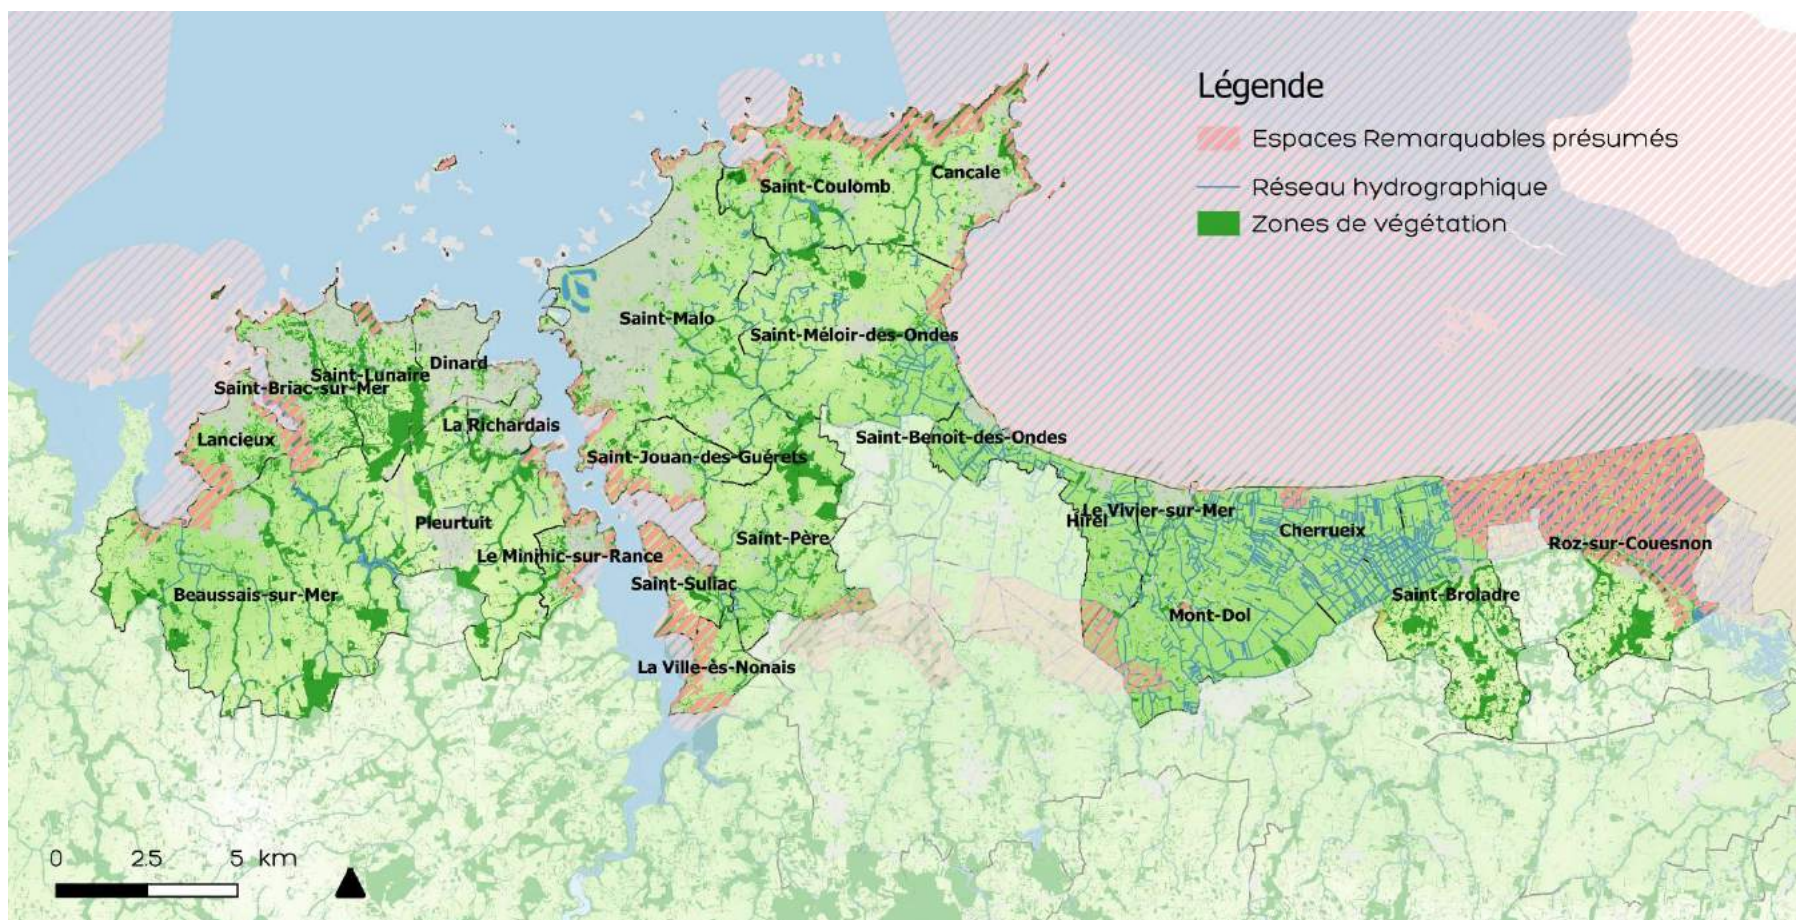 Légende
Espaces Remarquables présumés
Réseau hydrographique
Zones de végétation
Cancale
Saint-Coulomb
Saint-Malo
Saint-Méloir-des-Ondes
Dinard
Saint-Lunaire
Saint-Briac-sur-Mer
La Richardais
Lancieux
Saint-Benoit-des-Ondes
Saint-Jouan-des-Guérets
Le Vivier-sur-Mer
Hirel
Pleurtuit
Cherrueix
Saint-Père
Roz-sur-Couesnon
Le Minihic-sur-Rance
Saint-Suliac
Beaussais-sur-Mer
Saint-Broladre
Mont-Dol
La Ville-ès-Nonais
0 2.5 5 km